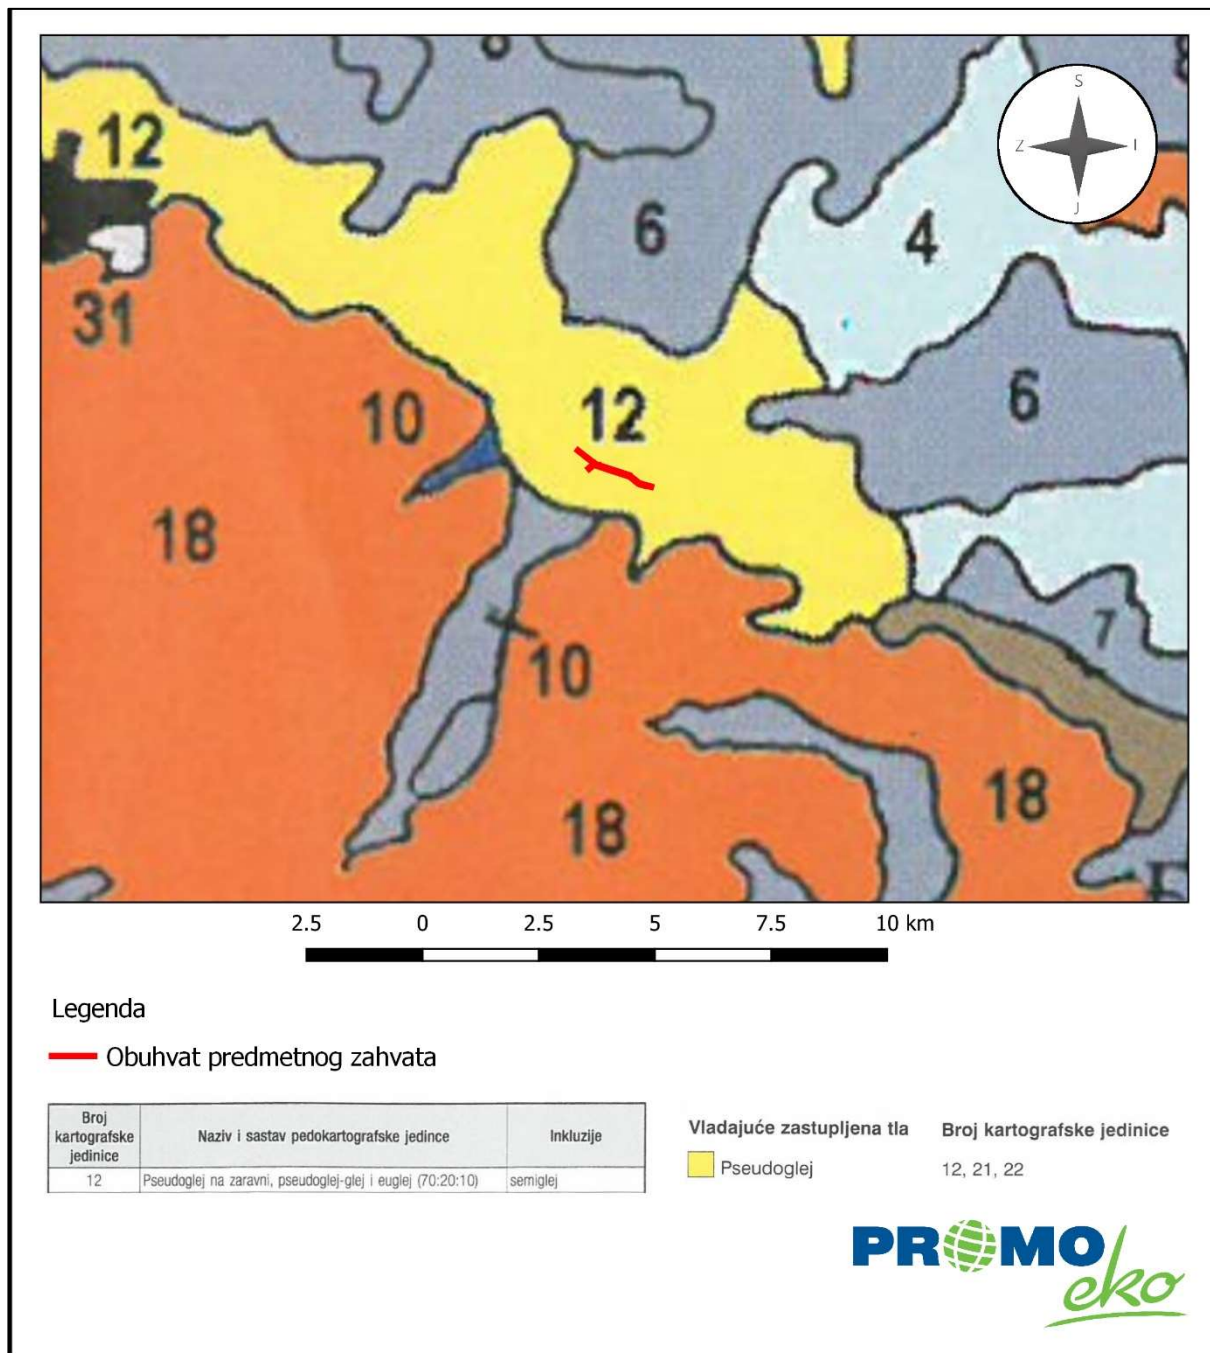 8
12
S
Z I
J
6
4
31
10
12
6
18
7
10
18
18
2.5 0 2.5 5 7.5 10 km
Legenda
Obuhvat predmetnog zahvata
Broj kartografske jedinice Naziv i sastav pedokartografske jedince Inkluzije
12 Pseudoglej na zaravni, pseudoglej-glej i euglej (70:20:10) semiglej
Vladajuće zastupljena tla Broj kartografske jedinice
Pseudoglej 12, 21, 22
PROMO
eko